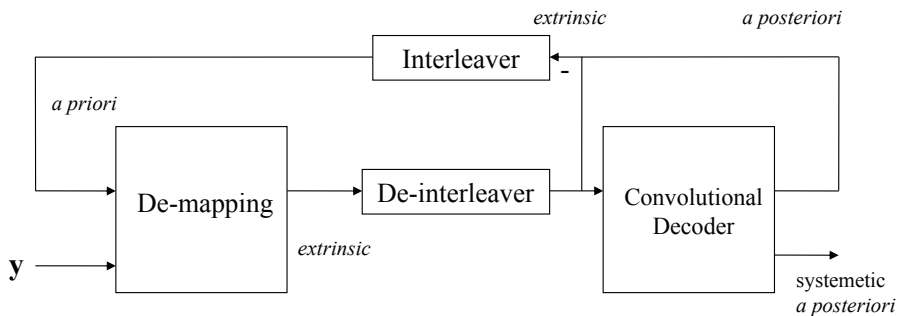 extrinsic
a posteriori
Interleaver
-
a priori
De-mapping
De-interleaver
Convolutional
Decoder
extrinsic
y
systemetic
a posteriori